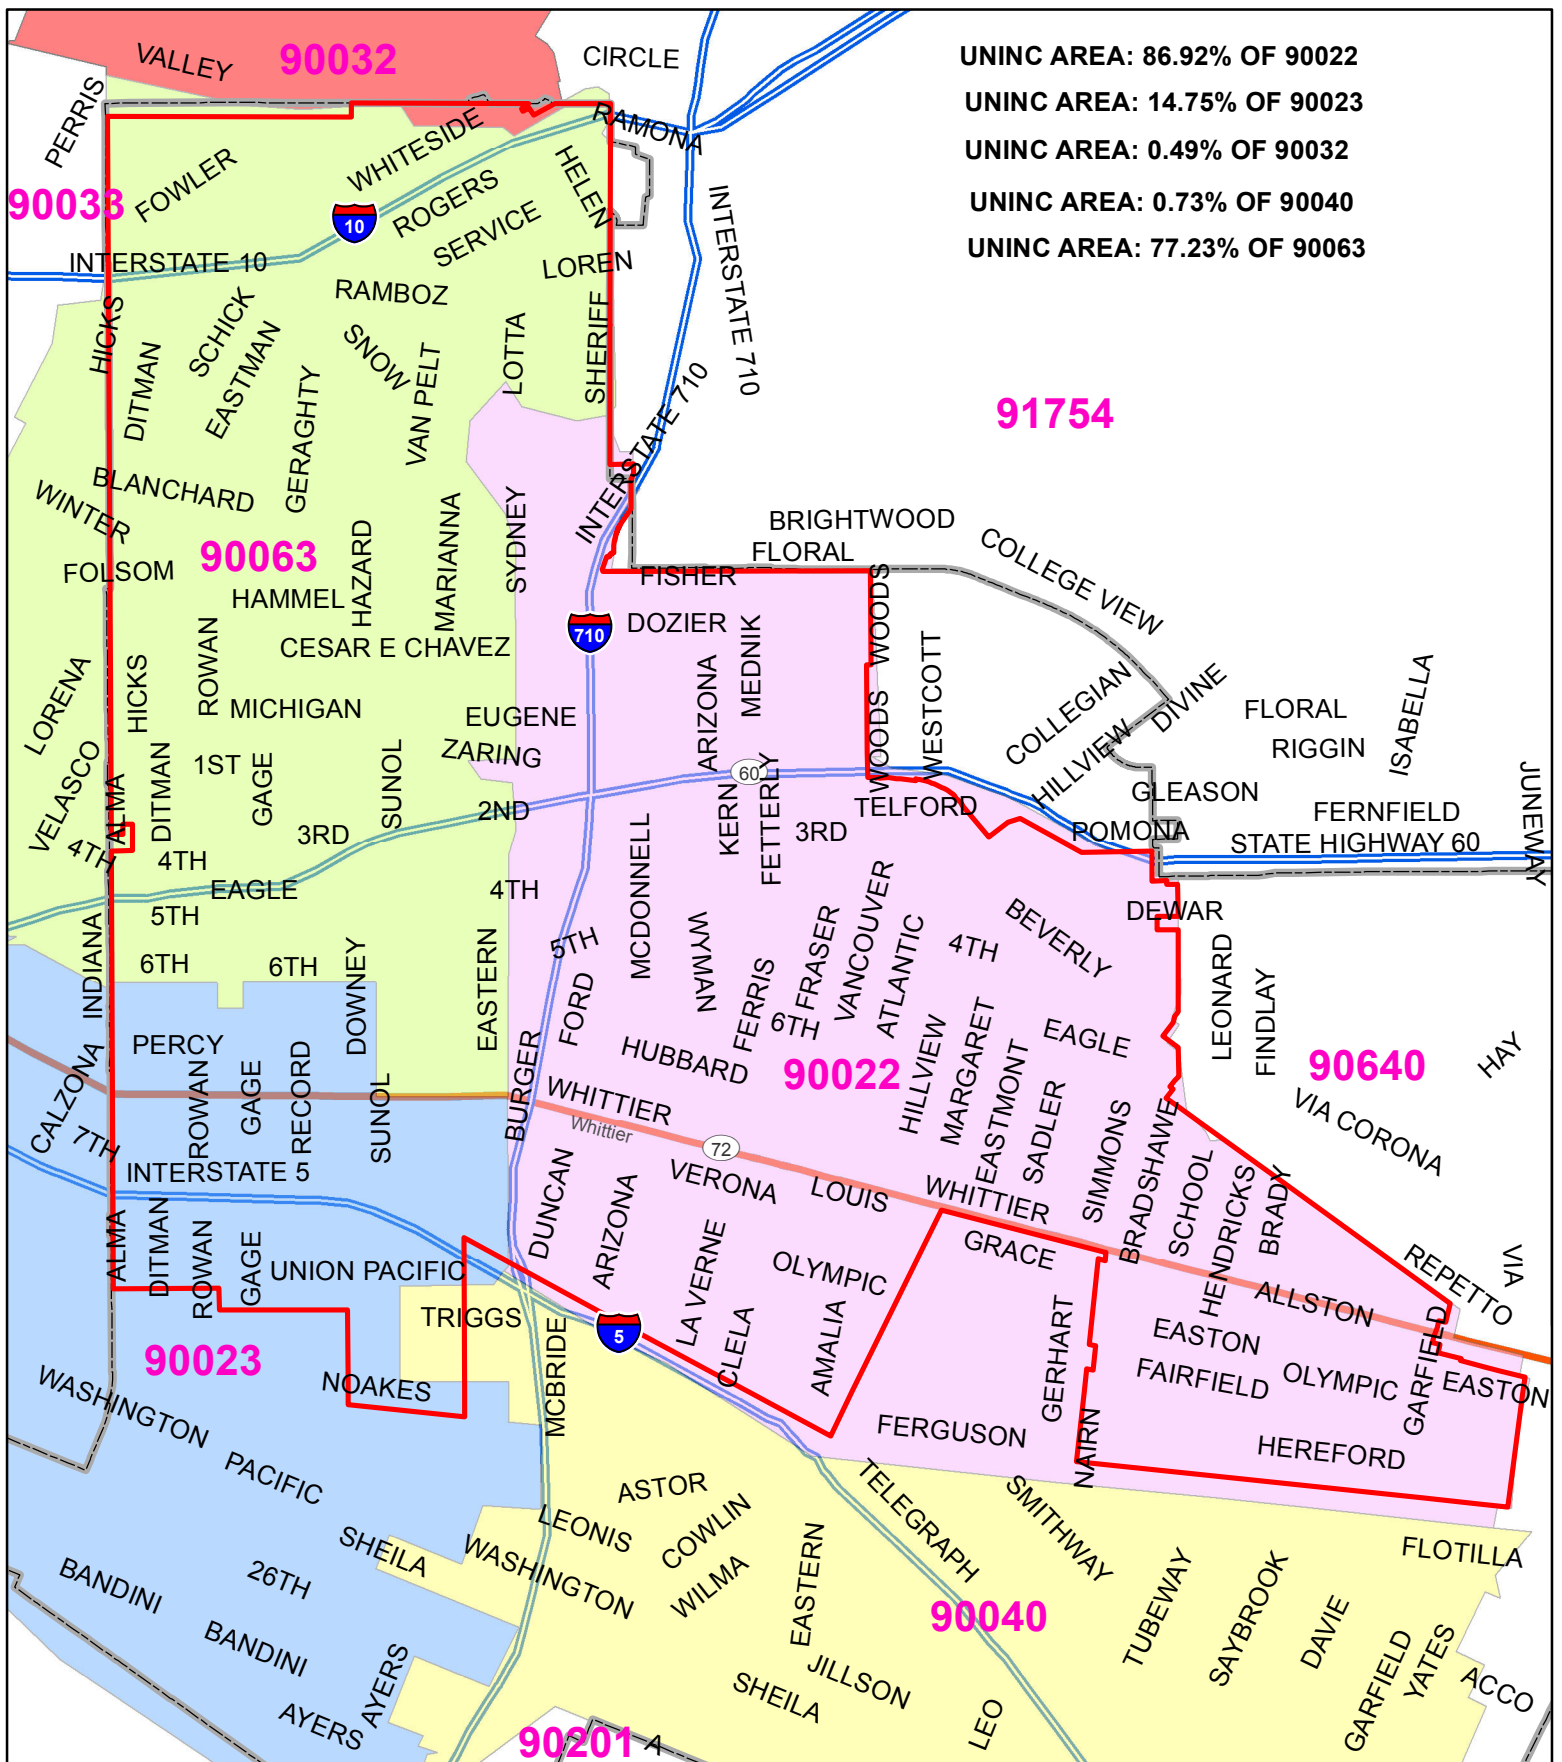 UNINC AREA: 86.92% OF 90022
UNINC AREA: 14.75% OF 90023
UNINC AREA: 0.49% OF 90032
UNINC AREA: 0.73% OF 90040
UNINC AREA: 77.23% OF 90063
VALLEY
90032
CIRCLE
PERRIS
RAMONA
WHITESIDE
FOWLER
HELEN
90033
ROGERS
10
SERVICE
INTERSTATE 10
LOREN
INTERSTATE 710
RAMBOZ
HICKS
SCHICK
SNOW
LOTTA
SHERIFF
DITMAN
EASTMAN
GERAGHTY
VAN PELT
INTERSTATE 710
91754
BLANCHARD
WINTER
90063
HAZARD
MARIANNA
SYDNEY
BRIGHTWOOD
FLORAL
COLLEGE VIEW
FOLSOM
HAMMEL
FISHER
WOODS
DOZIER
710
CESAR E CHAVEZ
ROWAN
MEDNIK
WESTCOTT
LORENA
HICKS
MICHIGAN
EUGENE
ARIZONA
WOODS
COLLEGIAN
DIVINE
FLORAL
ISABELLA
RIGGIN
VELASCO
ALMA
DITMAN
1ST
GAGE
SUNOL
ZARING
60
HILLVIEW
GLEASON
JUNEWAY
2ND
KERN
FETTERLY
TELFORD
3RD
3RD
POMONA
FERNFIELD
STATE HIGHWAY 60
4TH
4TH
EAGLE
4TH
MCDONNELL
VANCOUVER
5TH
INDIANA
6TH
6TH
DOWNEY
EASTERN
5TH
WYMAN
FRASER
ATLANTIC
4TH
BEVERLY
DEWAR
LEONARD
FINDLAY
FORD
FERRIS
6TH
PERCY
CALZONA
ROWAN
GAGE
RECORD
SUNOL
BURGER
HUBBARD
90022
HILLVIEW
MARGARET
EASTMONT
EAGLE
SADLER
90640
HAY
WHITTIER
Whittier
72
SIMMONS
BRADSHAWE
VIA CORONA
7TH
INTERSTATE 5
DUNCAN
ARIZONA
VERONA
LOUIS
WHITTIER
SCHOOL
HENDRICKS
BRADY
ALMA
DITMAN
ROWAN
GAGE
UNION PACIFIC
LA VERNE
OLYMPIC
GRACE
ALLSTON
REPETTO
VIA
TRIGGS
MCBRIDE
5
CLELA
AMALIA
GERHART
EASTON
GARFIELD
90023
NOAKES
FAIRFIELD
OLYMPIC
EASTON
WASHINGTON
FERGUSON
NAIRN
HEREFORD
PACIFIC
ASTOR
TELEGRAPH
SMITHWAY
LEONIS
COWLIN
SHEILA
WASHINGTON
WILMA
EASTERN
FLOTILLA
BANDINI
26TH
90040
TUBEWAY
SAYBROOK
DAVIE
BANDINI
AYERS
AYERS
JILLSON
SHEILA
LEO
GARFIELD
YATES
ACCO
90201
A